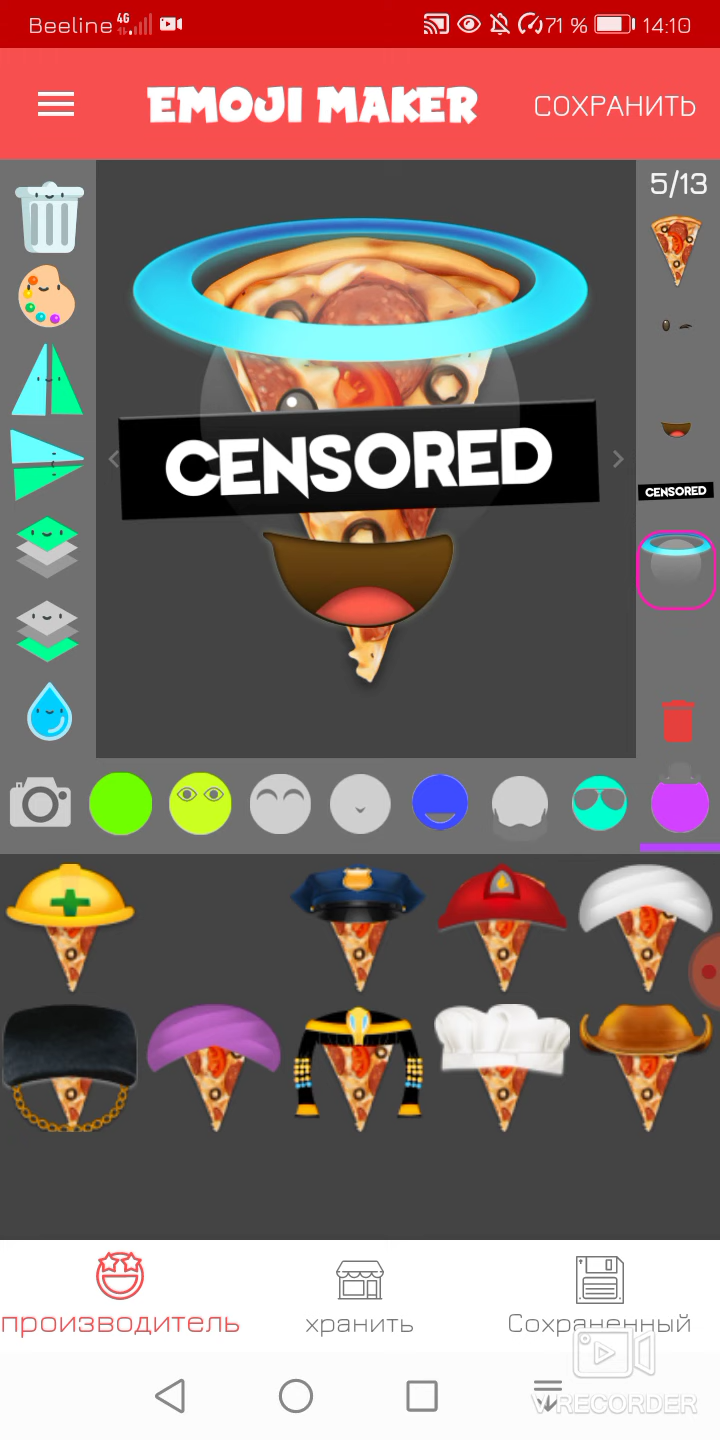 Beeline 4G 71 % 14:10
EMOJI MAKER СОХРАНИТЬ
5/13
CENSORED
CENSORED
производитель хранить Сохраненный
VRECORDER